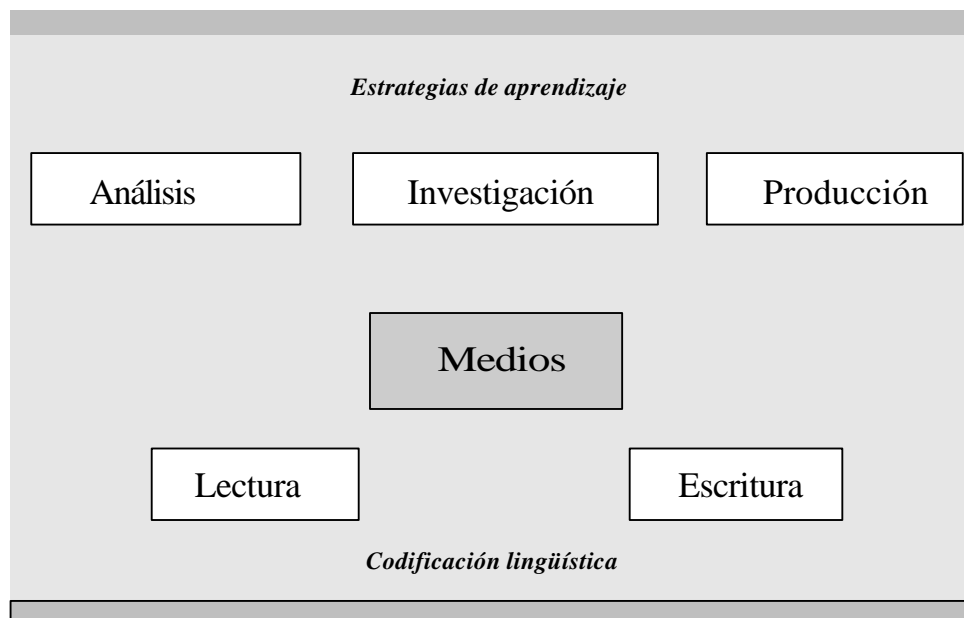 Estrategias de aprendizaje
Análisis Investigación Producción
Medios
Lectura Escritura
Codificación lingüística